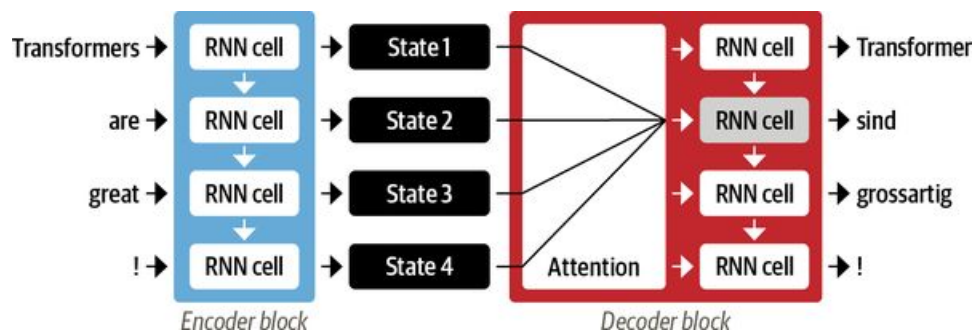 Transformers RNN cell State 1 RNN cell Transformer
are RNN cell State 2 RNN cell sind
great RNN cell State 3 RNN cell grossartig
! RNN cell State 4 Attention RNN cell !
Encoder block Decoder block